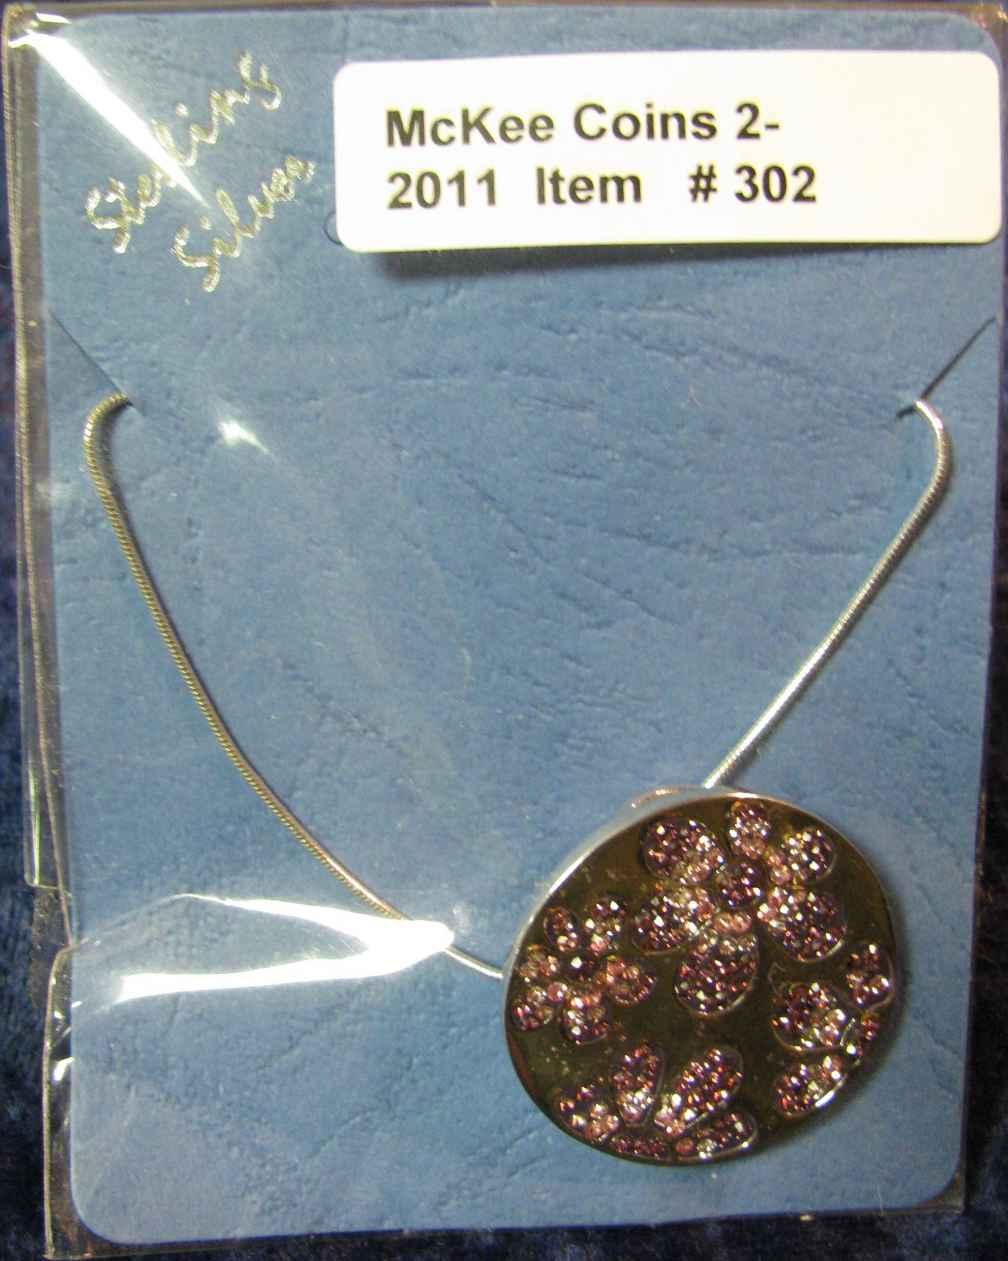 Sterling
Silver
McKee Coins 2-
2011 Item # 302